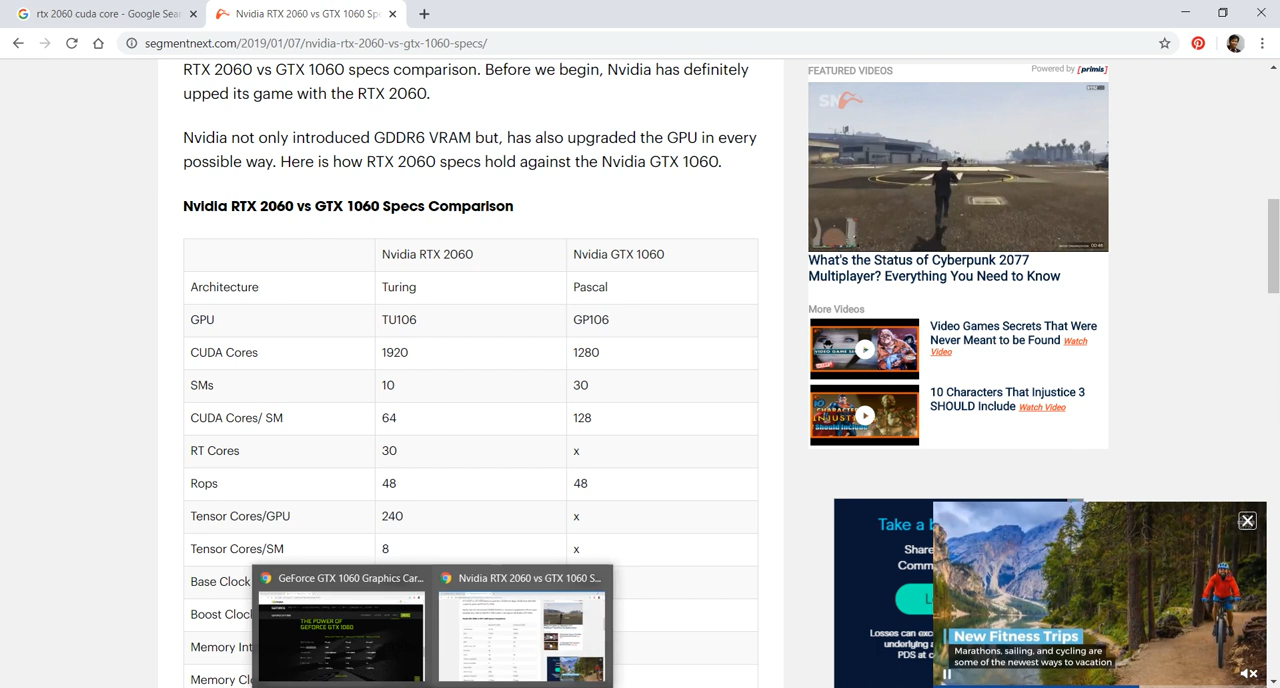 rtx 2060 cuda core - Google Sear
Nvidia RTX 2060 vs GTX 1060 Sp
segmentnext.com/2019/01/07/nvidia-rtx-2060-vs-gtx-1060-specs/
RTX 2060 vs GTX 1060 specs comparison. Before we begin, Nvidia has definitely
upped its game with the RTX 2060.
Nvidia not only introduced GDDR6 VRAM but, has also upgraded the GPU in every
possible way. Here is how RTX 2060 specs hold against the Nvidia GTX 1060.
Nvidia RTX 2060 vs GTX 1060 Specs Comparison
Nvidia RTX 2060 Nvidia GTX 1060
Architecture Turing Pascal
GPU TU106 GP106
CUDA Cores 1920 1280
SMs 10 30
CUDA Cores/ SM 64 128
RT Cores 30 x
Rops 48 48
Tensor Cores/GPU 240 x
Tensor Cores/SM 8 x
Base Clock
Memory Int
Memory Clo
GeForce GTX 1060 Graphics Car...
Nvidia RTX 2060 vs GTX 1060 S...
THE POWER OF
GEFORCE GTX 1060
FEATURED VIDEOS
Powered by [primis]
What's the Status of Cyberpunk 2077
Multiplayer? Everything You Need to Know
More Videos
Video Games Secrets That Were
Never Meant to be Found Watch
Video
10 Characters That Injustice 3
SHOULD Include Watch Video
Take a b
Share
Comm
L
Losses can exc
underlying a
PDS at c
New Fitness Trips
Marathons, sailing, and cycling are
some of the newest ways to vacation